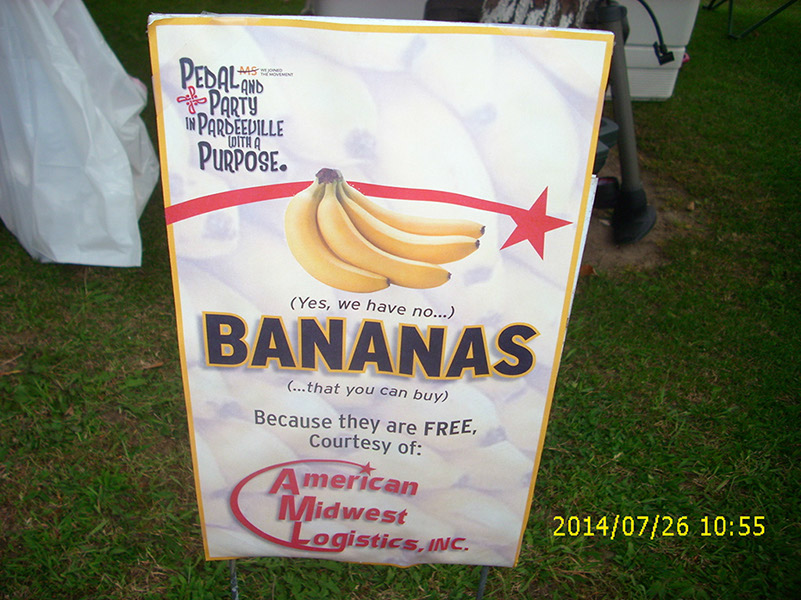 PEDAL AND
MS WE JOINED
THE MOVEMENT
PARTY
IN PARDEEVILLE
WITH A
PURPOSE.
(Yes, we have no...)
BANANAS
(...that you can buy)
Because they are FREE,
Courtesy of:
American
Midwest
Logistics, INC.
2014/07/26 10:55